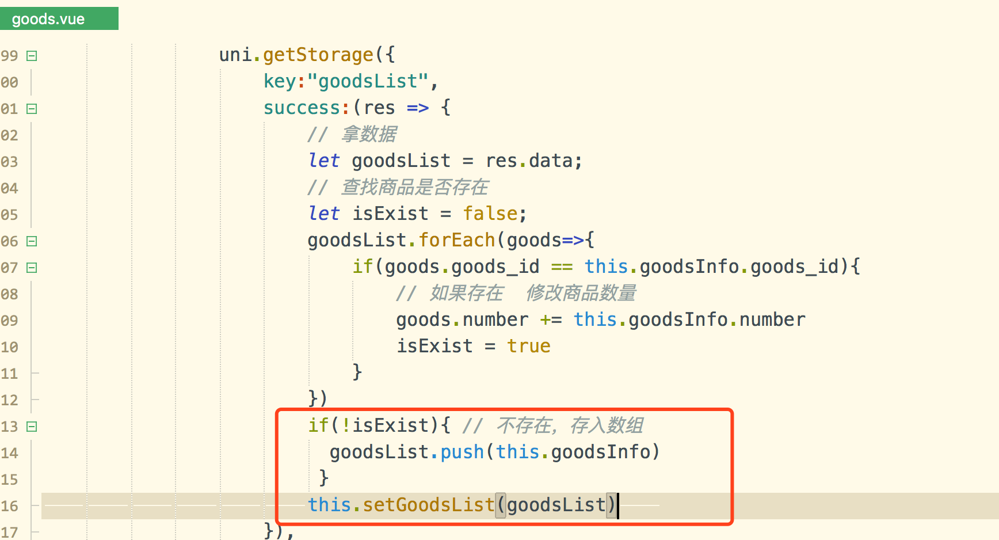 goods.vue
99 uni.getStorage({
00 key:"goodsList",
01 success:(res => {
02 // 拿数据
03 let goodsList = res.data;
04 // 查找商品是否存在
05 let isExist = false;
06 goodsList.forEach(goods=>{
07 if(goods.goods_id == this.goodsInfo.goods_id){
08 // 如果存在  修改商品数量
09 goods.number += this.goodsInfo.number
10 isExist = true
11 }
12 })
13 if(!isExist){ // 不存在，存入数组
14 goodsList.push(this.goodsInfo)
15 }
16 this.setGoodsList(goodsList)
17 }),